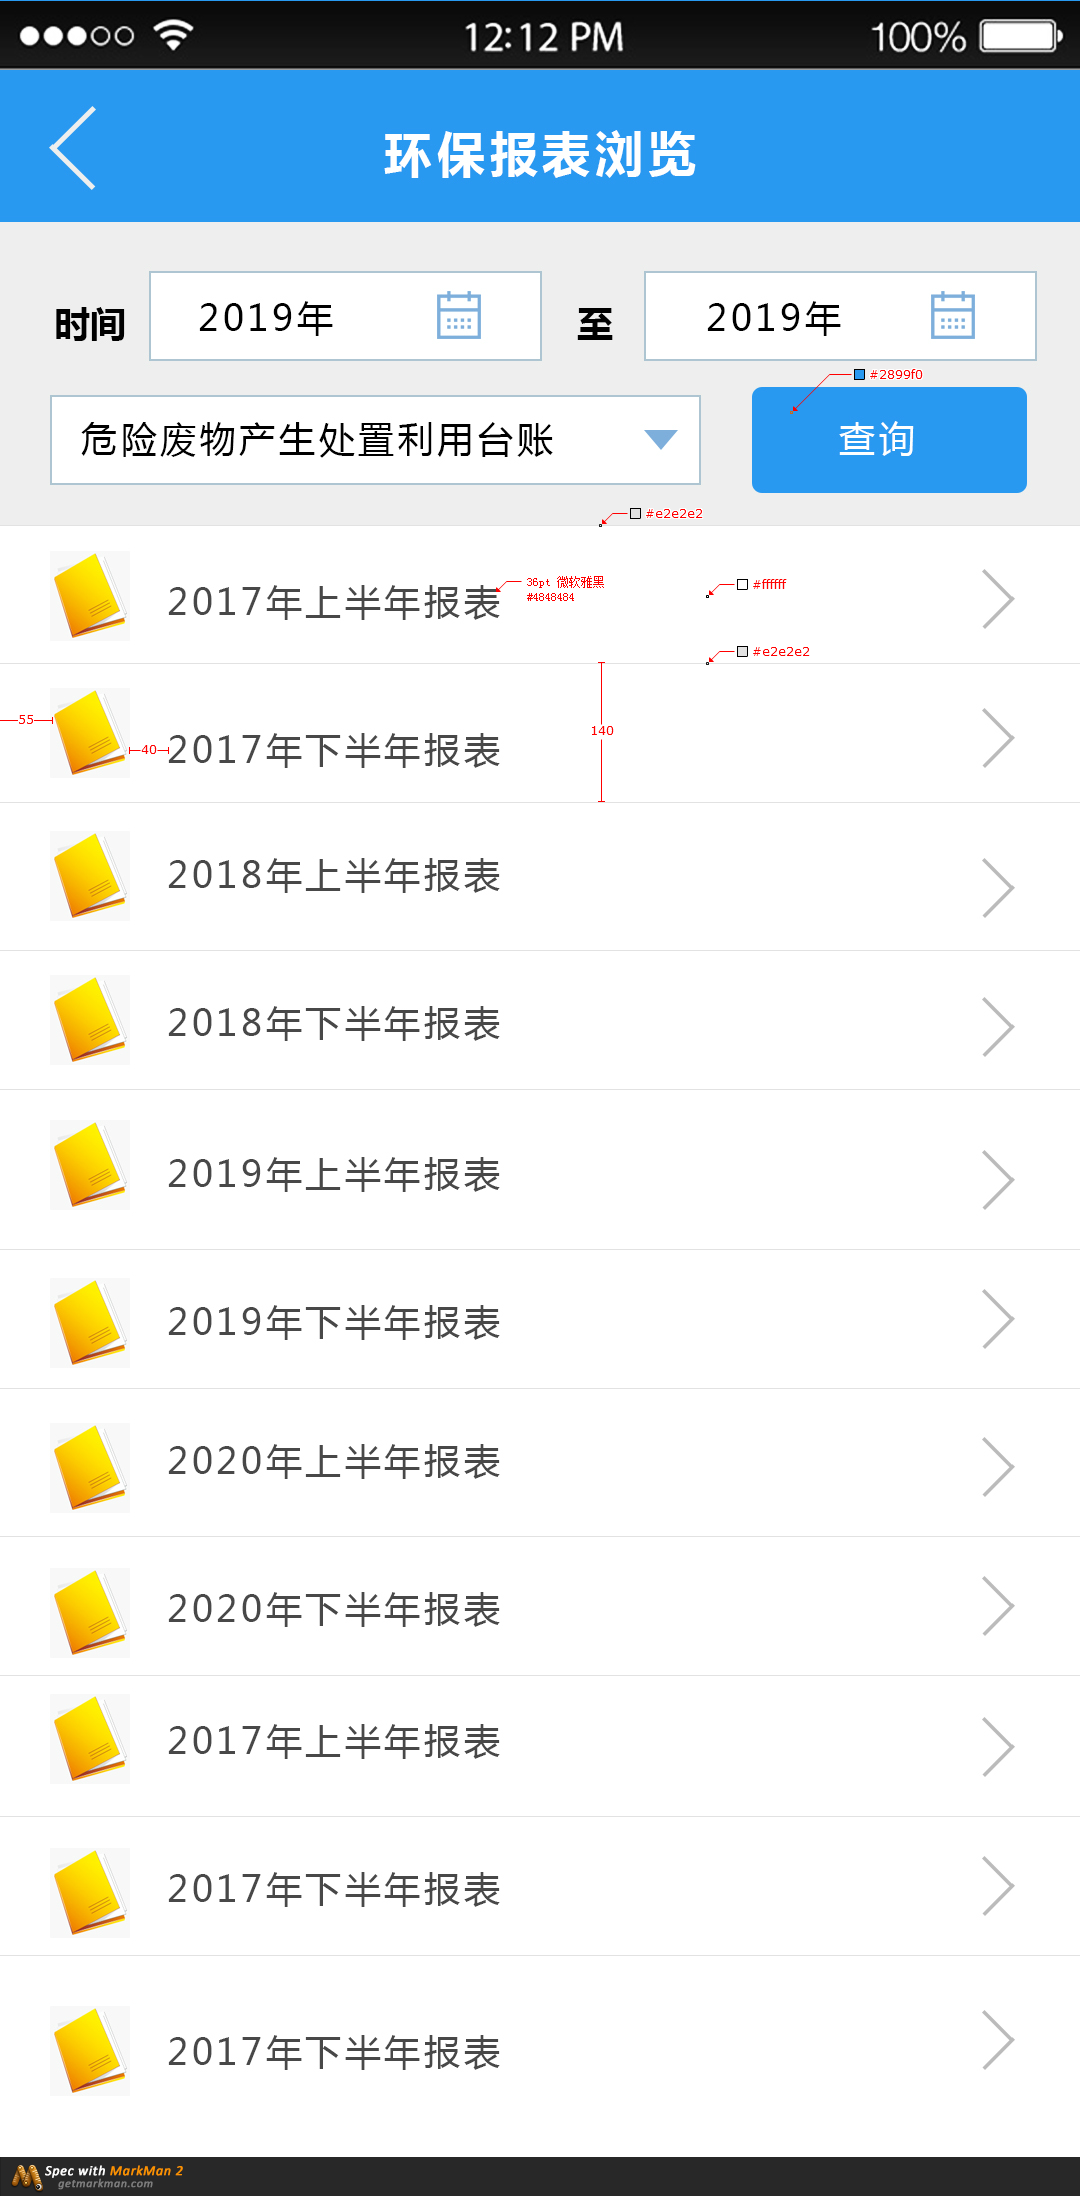 12:12 PM 100%
环保报表浏览
时间 2019年 至 2019年
#2899f0
危险废物产生处置利用台账 查询
#e2e2e2
2017年上半年报表 36pt 微软雅黑 #ffffff
#4848484
#e2e2e2
55 40 2017年下半年报表 140
2018年上半年报表
2018年下半年报表
2019年上半年报表
2019年下半年报表
2020年上半年报表
2020年下半年报表
2017年上半年报表
2017年下半年报表
2017年下半年报表
Spec with MarkMan 2
getmarkman.com